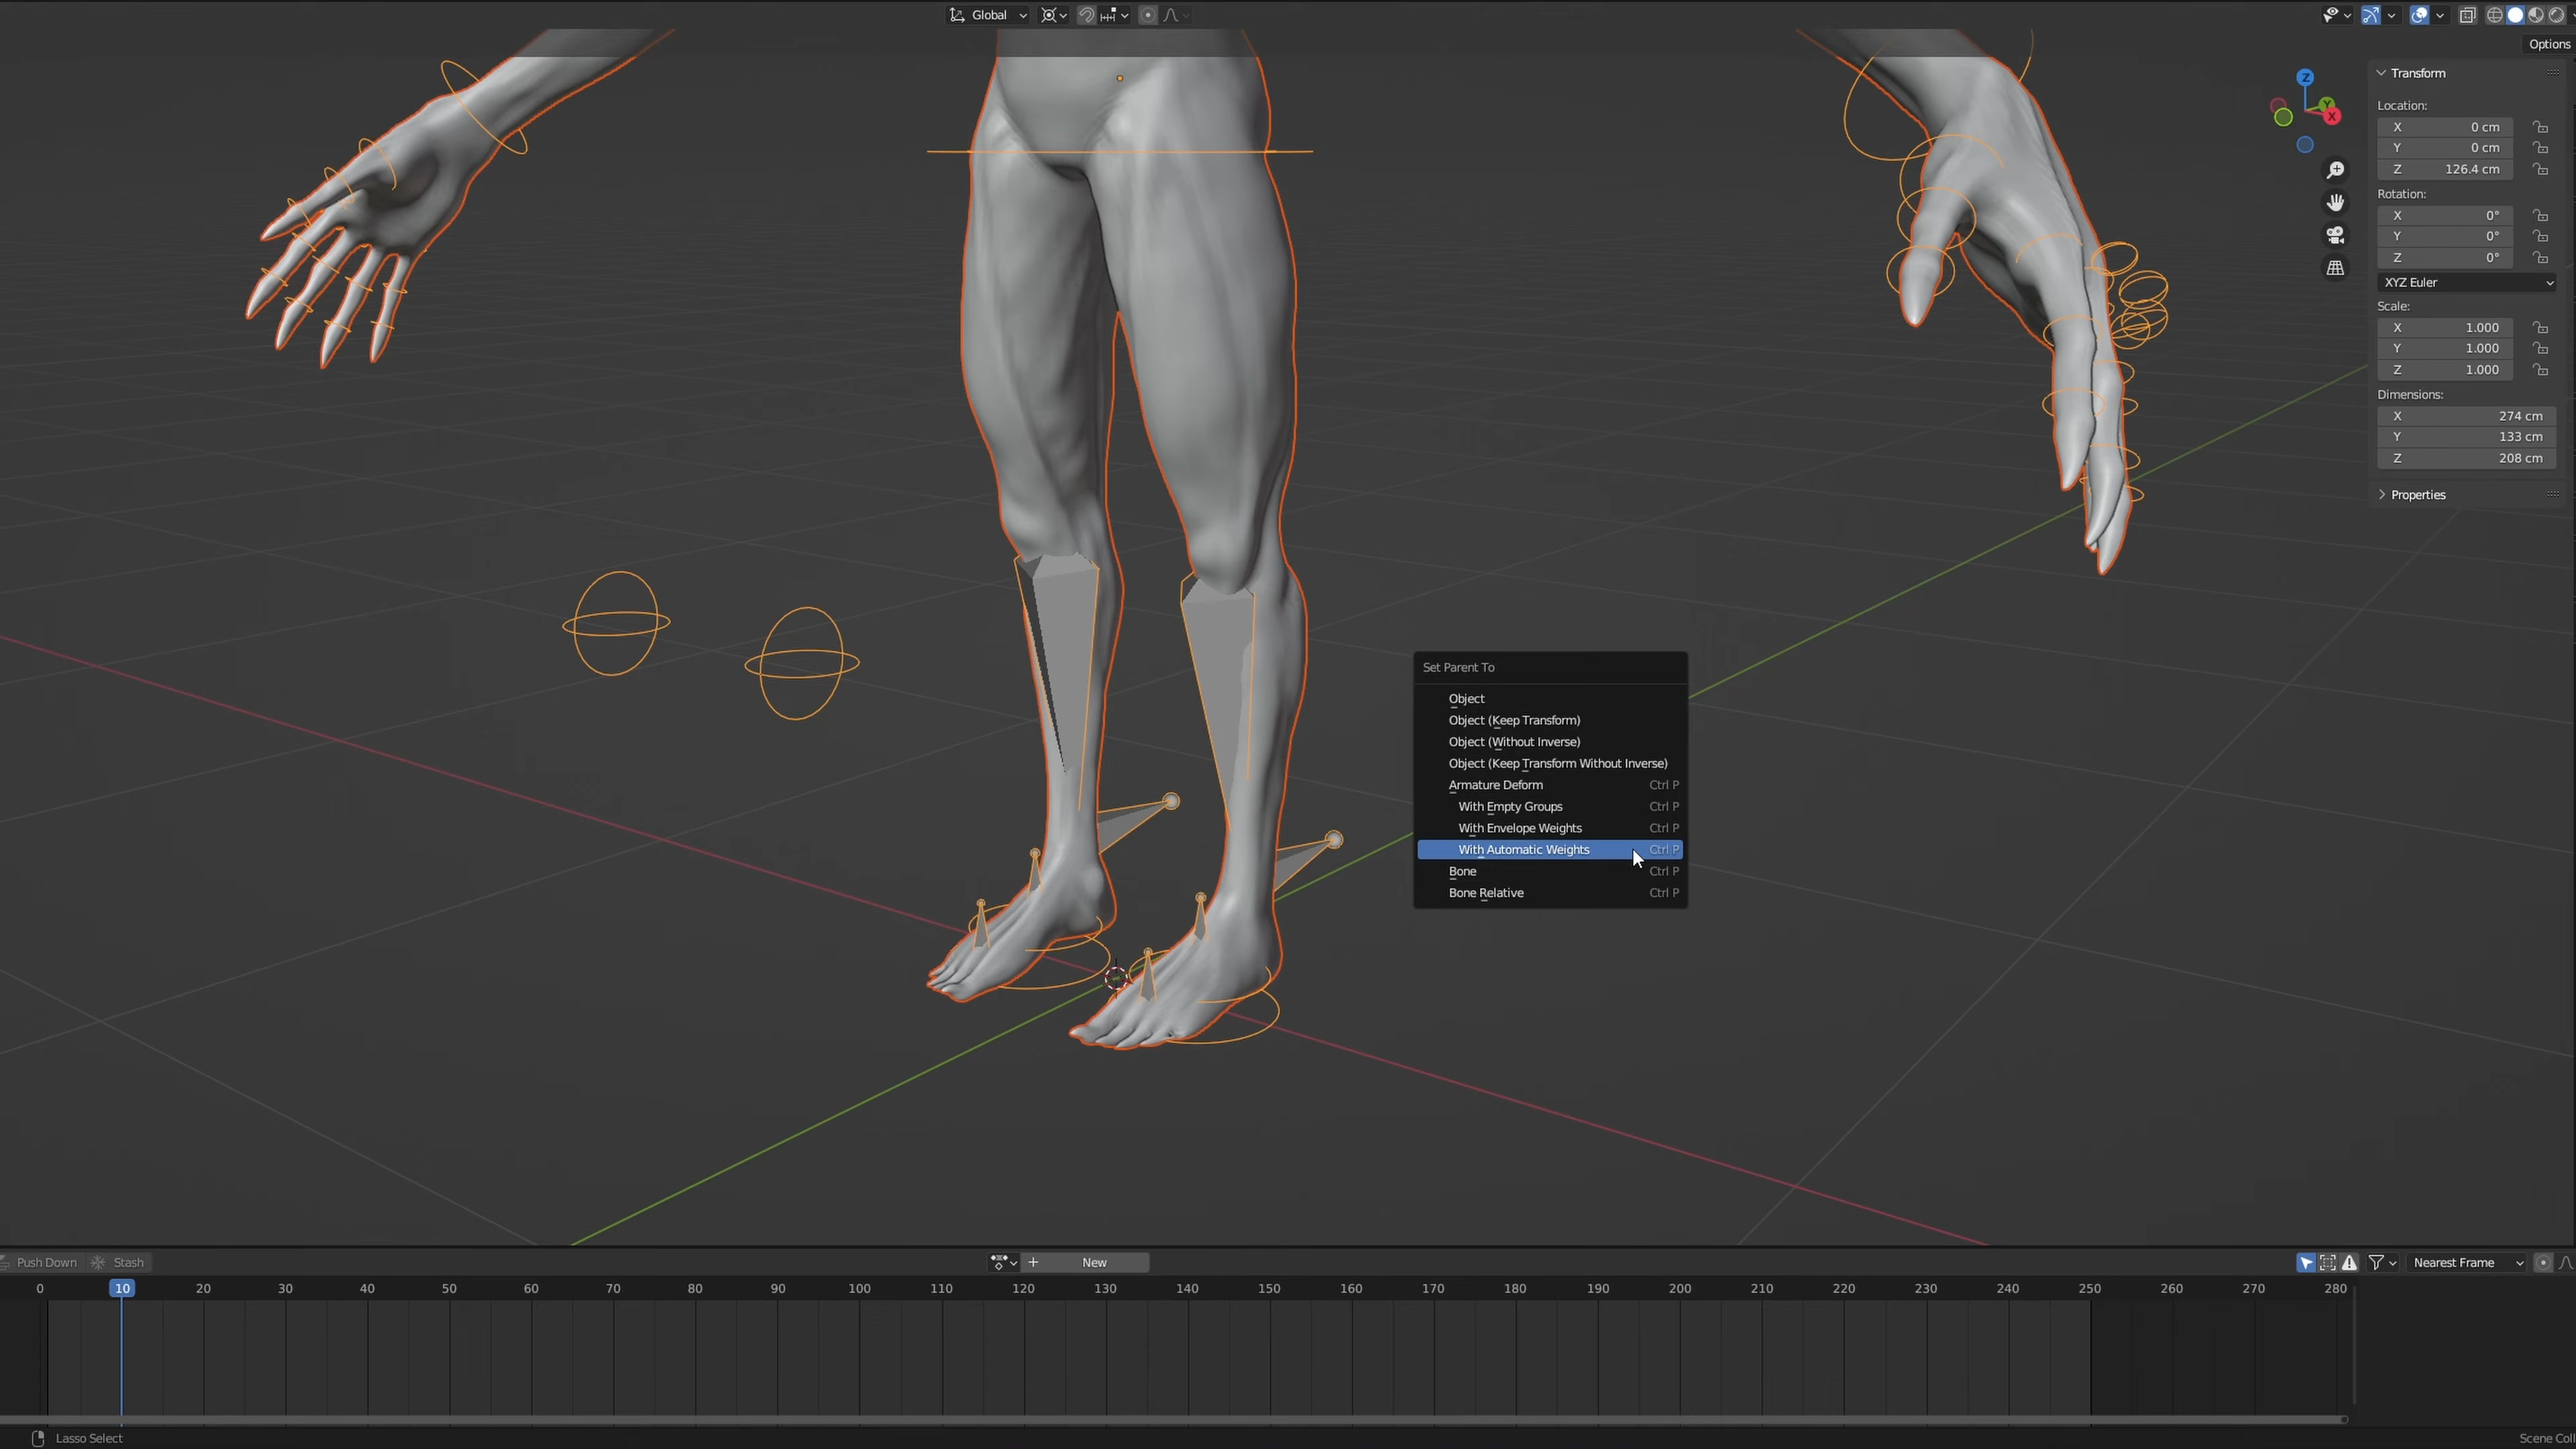 Global
Options
Transform
Location:
X 0 cm
Y 0 cm
Z 126.4 cm
Rotation:
X 0°
Y 0°
Z 0°
XYZ Euler
Scale:
X 1.000
Y 1.000
Z 1.000
Dimensions:
X 274 cm
Y 133 cm
Z 208 cm
Properties
Z
Y
X
Set Parent To
Object
Object (Keep Transform)
Object (Without Inverse)
Object (Keep Transform Without Inverse)
Armature Deform Ctrl P
With Empty Groups Ctrl P
With Envelope Weights Ctrl P
With Automatic Weights Ctrl P
Bone Ctrl P
Bone Relative Ctrl P
Push Down Stash New Nearest Frame
0 10 20 30 40 50 60 70 80 90 100 110 120 130 140 150 160 170 180 190 200 210 220 230 240 250 260 270 280
Lasso Select Scene Coll